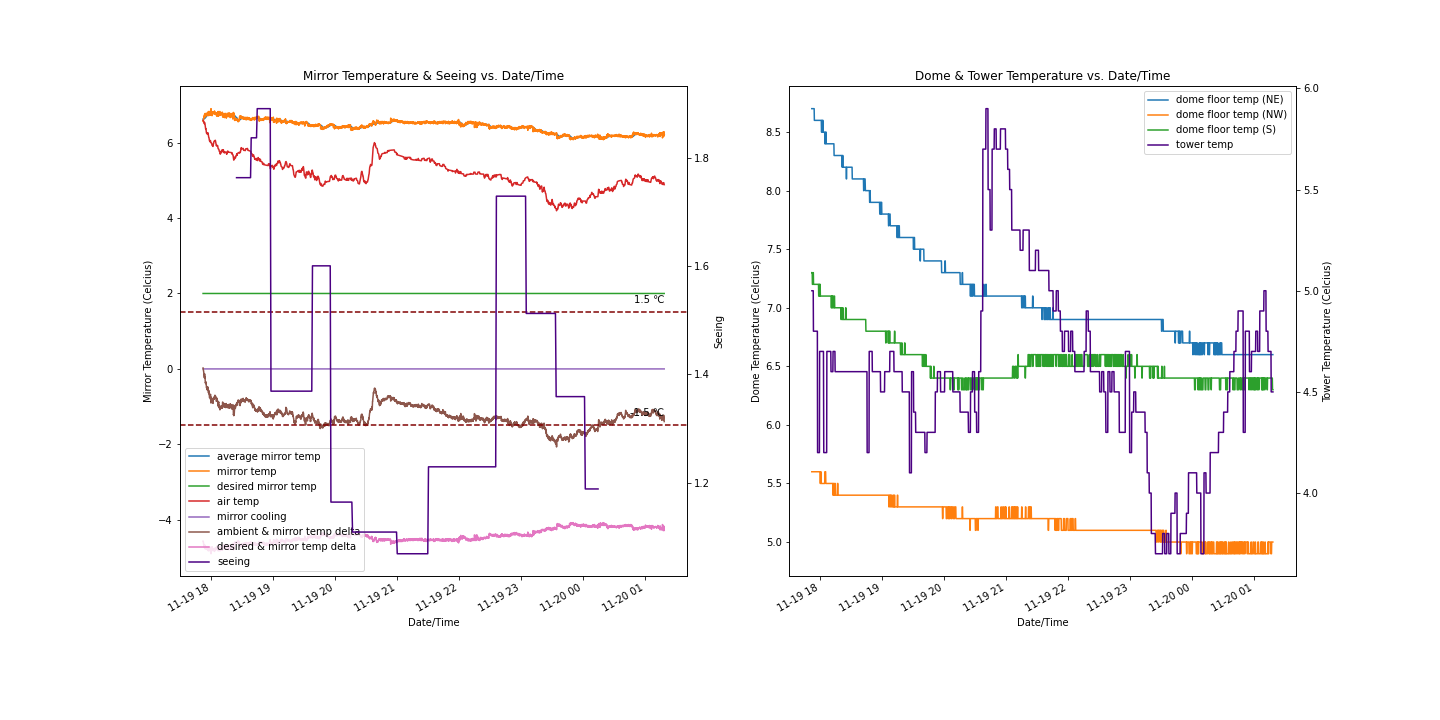 Mirror Temperature & Seeing vs. Date/Time
Mirror Temperature (Celcius)
6
4
2
0
−2
−4
1.8
1.6
1.4
1.2
Seeing
1.5 °C
-1.5 °C
average mirror temp
mirror temp
desired mirror temp
air temp
mirror cooling
ambient & mirror temp delta
desired & mirror temp delta
seeing
11-19 18
11-19 19
11-19 20
11-19 21
11-19 22
11-19 23
11-20 00
11-20 01
Date/Time
Dome & Tower Temperature vs. Date/Time
Dome Temperature (Celcius)
8.5
8.0
7.5
7.0
6.5
6.0
5.5
5.0
dome floor temp (NE)
dome floor temp (NW)
dome floor temp (S)
tower temp
6.0
5.5
5.0
4.5
4.0
Tower Temperature (Celcius)
11-19 18
11-19 19
11-19 20
11-19 21
11-19 22
11-19 23
11-20 00
11-20 01
Date/Time